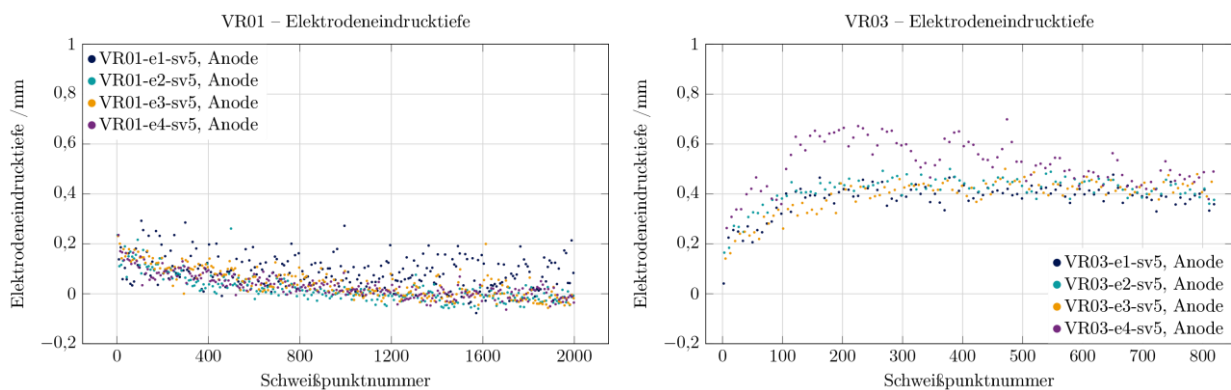 VR01 – Elektrodeneindrucktiefe
Elektrodeneindrucktiefe /mm
1
0,8
0,6
0,4
0,2
0
−0,2
VR01-e1-sv5, Anode
VR01-e2-sv5, Anode
VR01-e3-sv5, Anode
VR01-e4-sv5, Anode
0 400 800 1200 1600 2000
Schweißpunktnummer
VR03 – Elektrodeneindrucktiefe
Elektrodeneindrucktiefe /mm
1
0,8
0,6
0,4
0,2
0
−0,2
VR03-e1-sv5, Anode
VR03-e2-sv5, Anode
VR03-e3-sv5, Anode
VR03-e4-sv5, Anode
0 100 200 300 400 500 600 700 800
Schweißpunktnummer